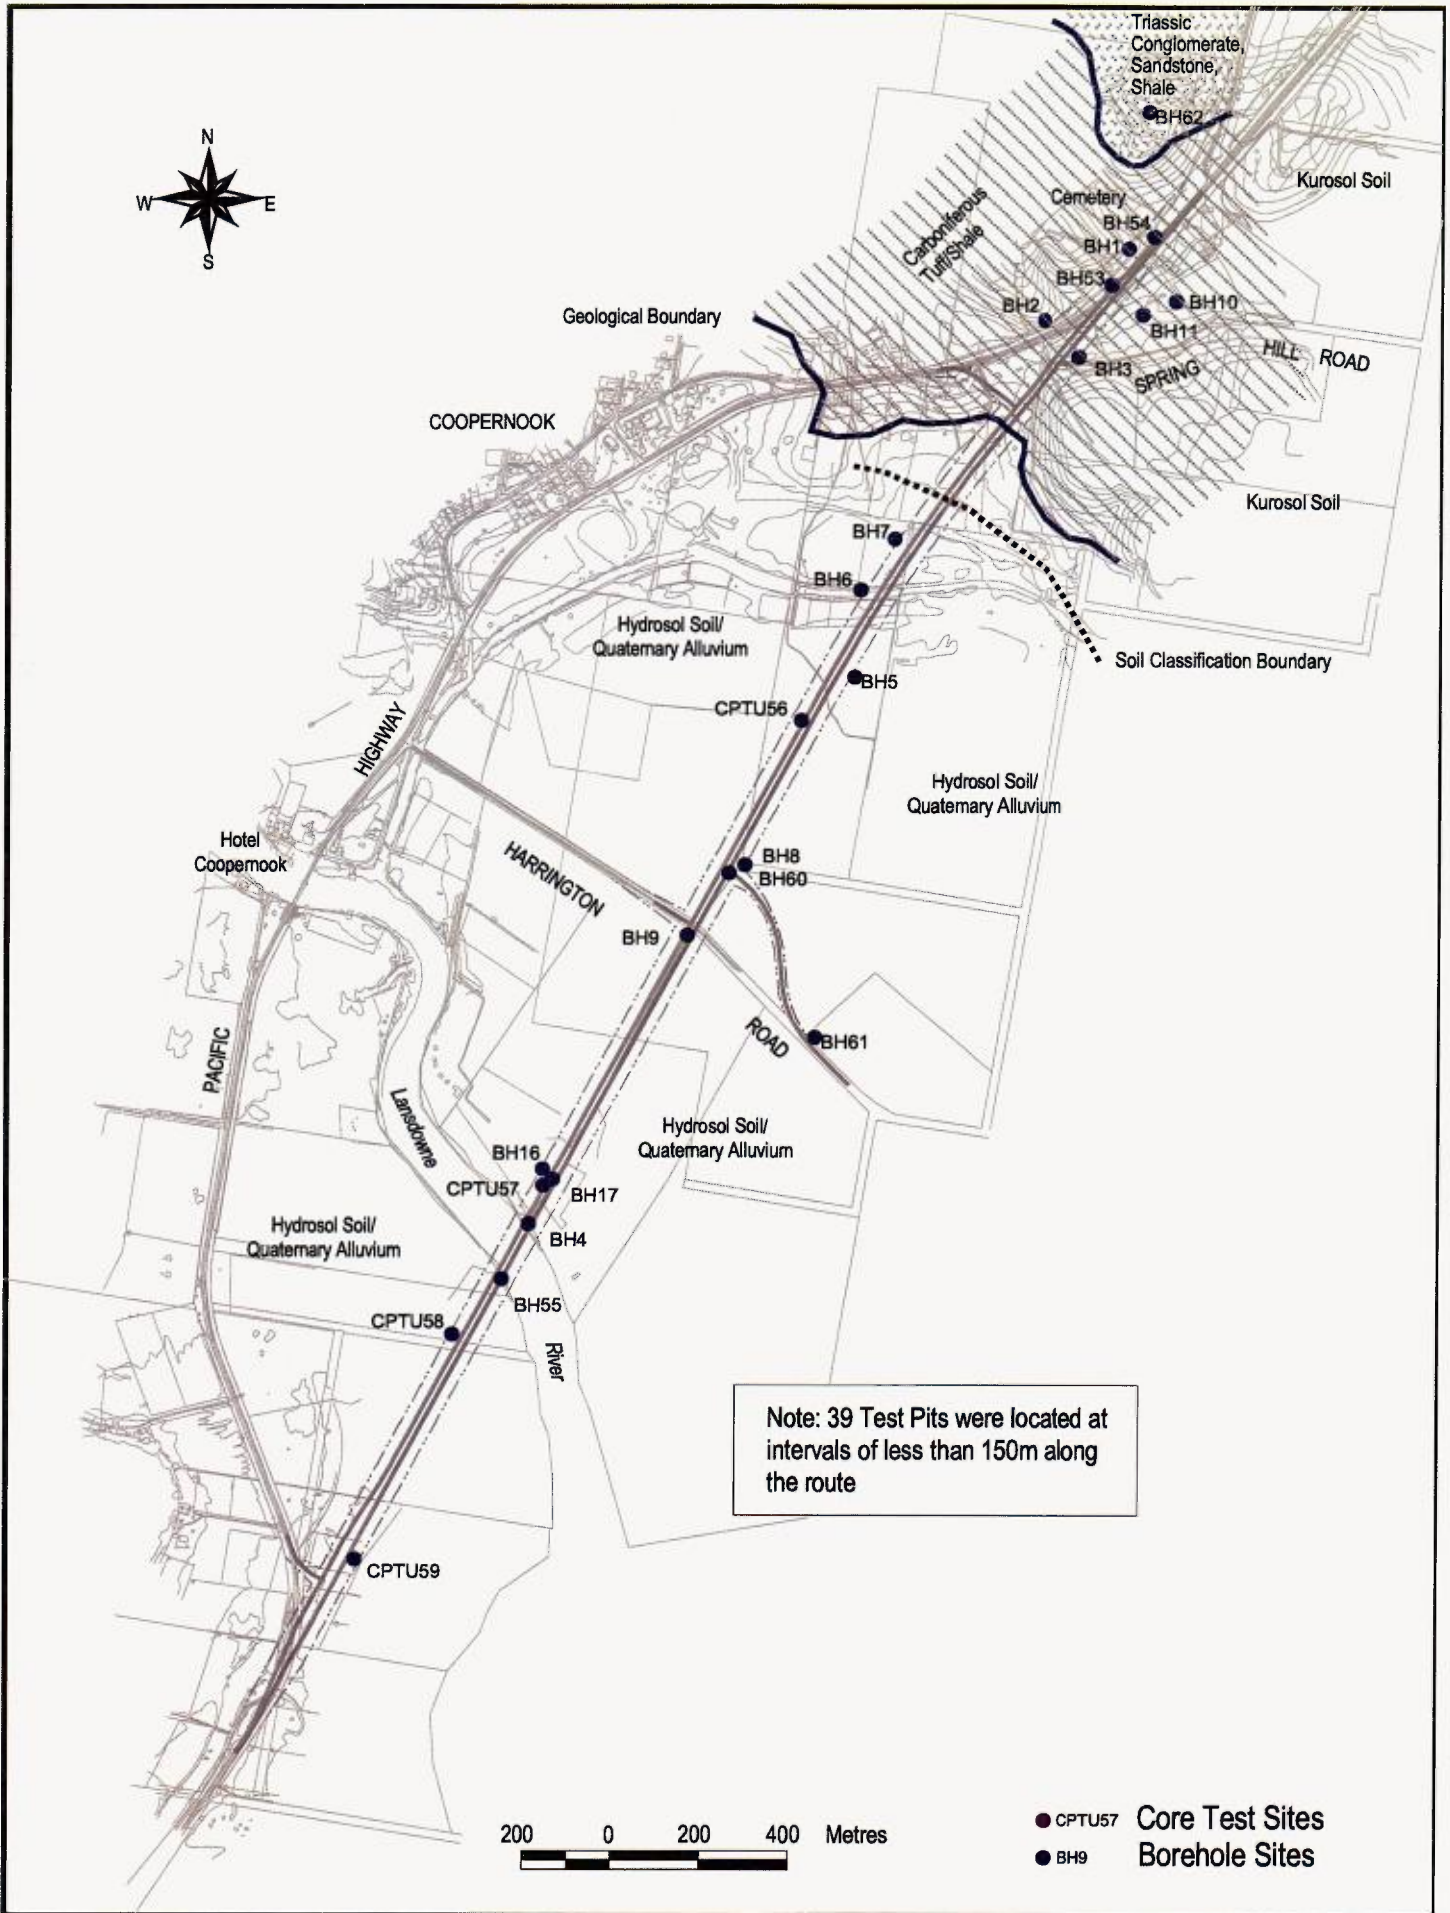 Triassic
Conglomerate,
Sandstone,
Shale
BH62
N
W
E
S
Kurosol Soil
Cemetery
Carboniferous
Tuff/Shale
BH54
BH1
BH53
BH10
BH2
BH11
Geological Boundary
HILL ROAD
BH3
SPRING
COOPERNOOK
Kurosol Soil
BH7
BH6
Hydrosol Soil/
Quaternary Alluvium
Soil Classification Boundary
BH5
CPTU56
HIGHWAY
Hydrosol Soil/
Quaternary Alluvium
Hotel
Coopernook
BH8
BH60
HARRINGTON
BH9
ROAD
BH61
PACIFIC
Lansdowne
Hydrosol Soil/
Quaternary Alluvium
BH16
CPTU57
BH17
Hydrosol Soil/
Quaternary Alluvium
BH4
BH55
CPTU58
River
Note: 39 Test Pits were located at
intervals of less than 150m along
the route
CPTU59
200 0 200 400 Metres
CPTU57 Core Test Sites
BH9 Borehole Sites